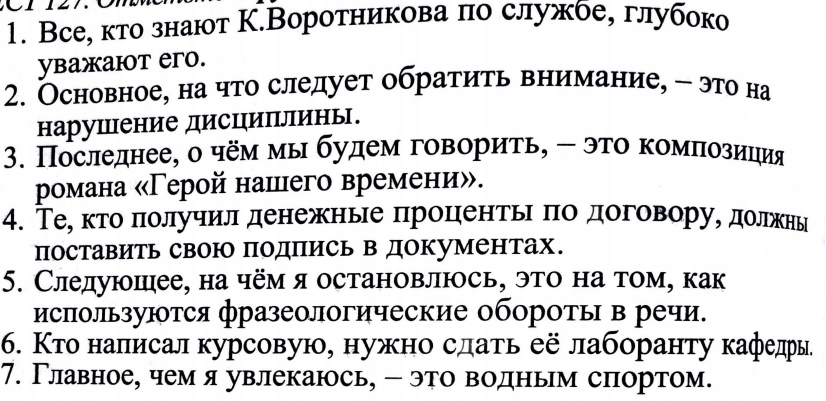 ЕСТ 127.
1. Все, кто знают К.Воротникова по службе, глубоко
уважают его.
2. Основное, на что следует обратить внимание, – это на
нарушение дисциплины.
3. Последнее, о чём мы будем говорить, – это композиция
романа «Герой нашего времени».
4. Те, кто получил денежные проценты по договору, должны
поставить свою подпись в документах.
5. Следующее, на чём я остановлюсь, это на том, как
используются фразеологические обороты в речи.
6. Кто написал курсовую, нужно сдать её лаборанту кафедры.
7. Главное, чем я увлекаюсь, – это водным спортом.